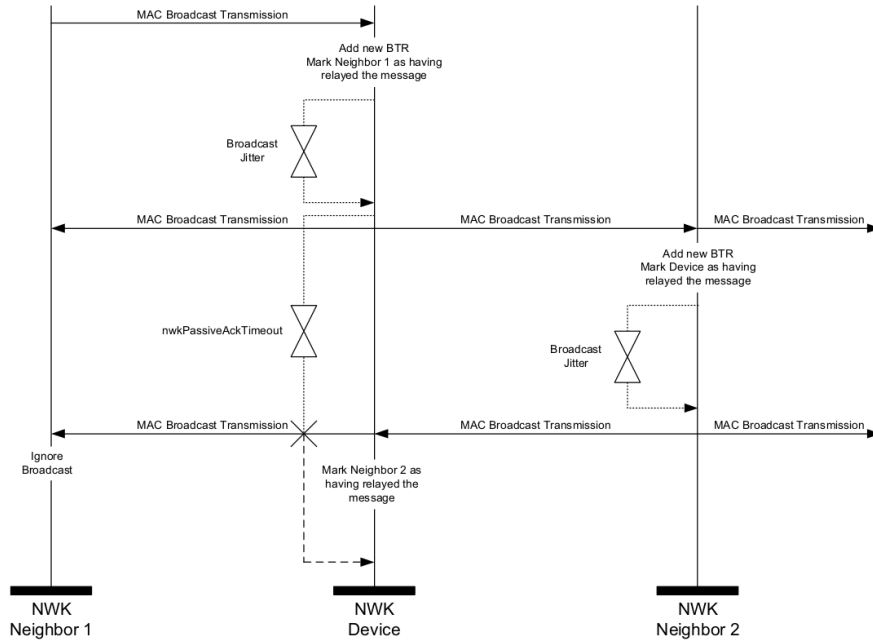 MAC Broadcast Transmission
Add new BTR
Mark Neighbor 1 as having
relayed the message
Broadcast
Jitter
MAC Broadcast Transmission
MAC Broadcast Transmission
MAC Broadcast Transmission
Add new BTR
Mark Device as having
relayed the message
nwkPassiveAckTimeout
Broadcast
Jitter
MAC Broadcast Transmission
MAC Broadcast Transmission
MAC Broadcast Transmission
Ignore
Broadcast
Mark Neighbor 2 as
having relayed the
message
NWK
Neighbor 1
NWK
Device
NWK
Neighbor 2